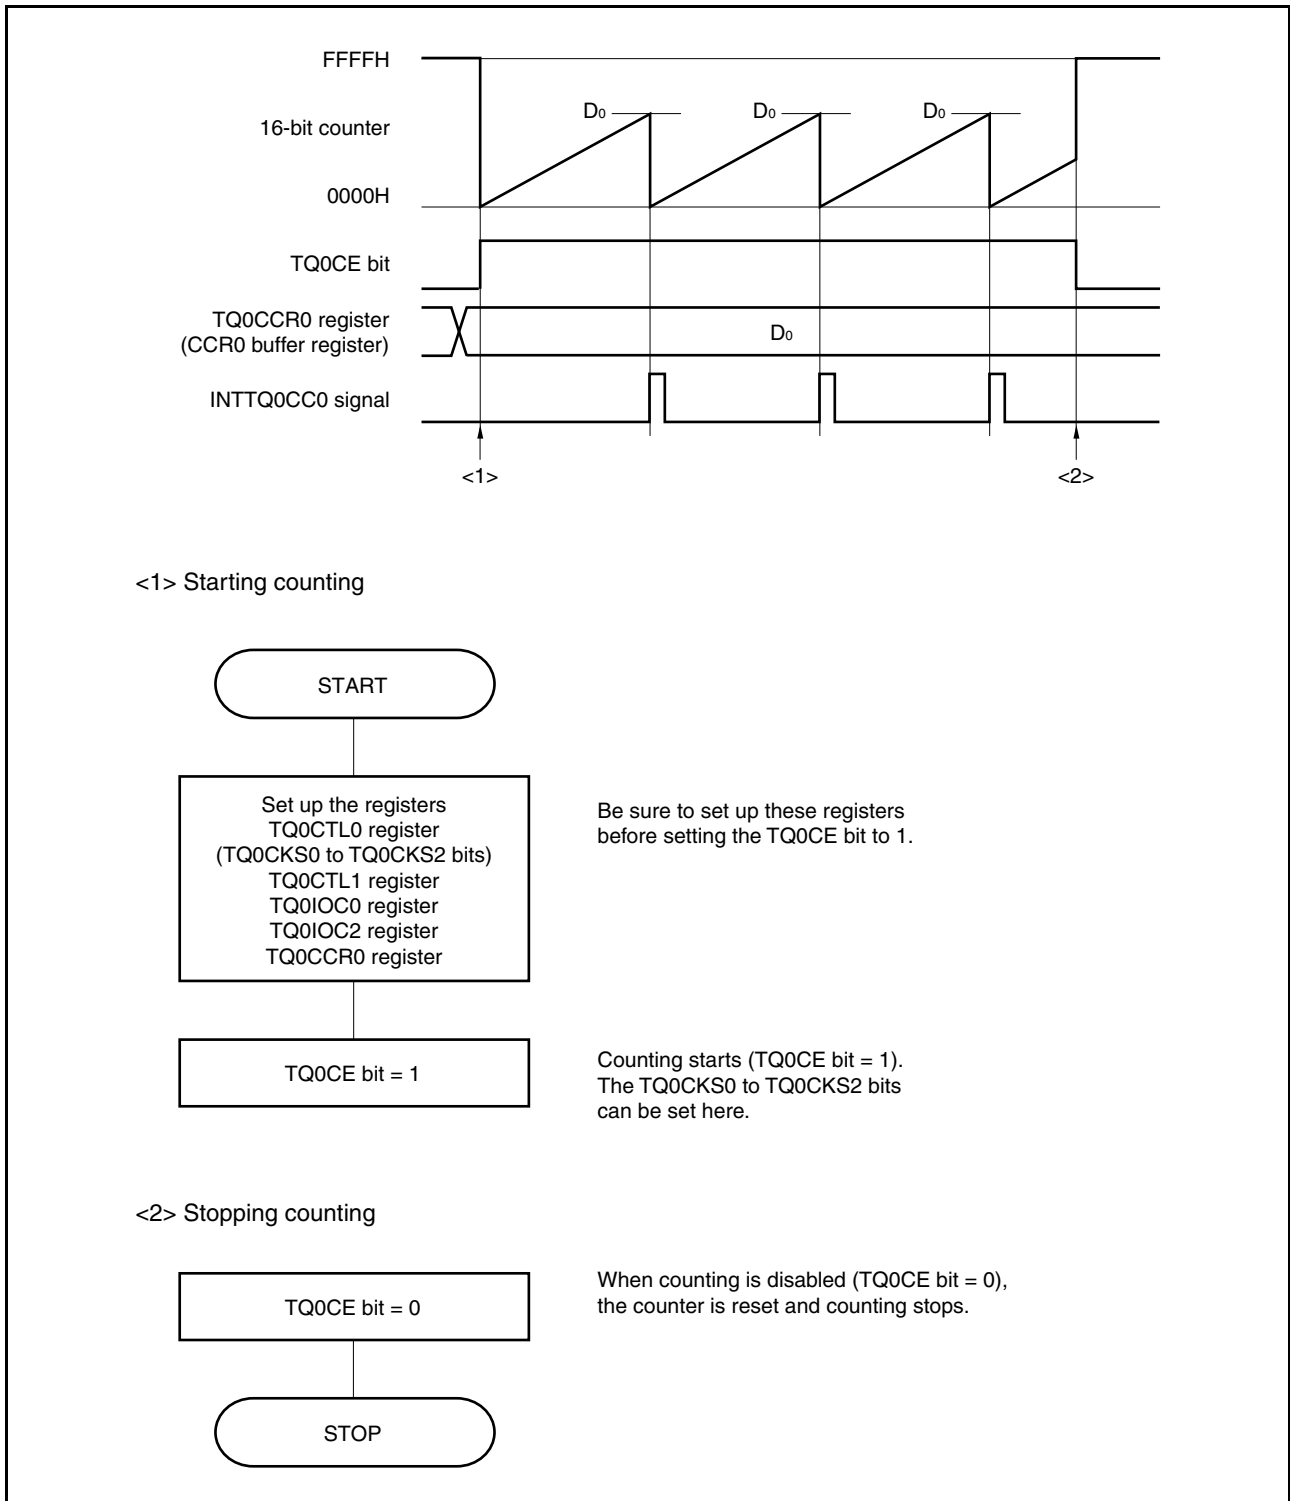 FFFFH
16-bit counter
0000H
D0
D0
D0
TQ0CE bit
TQ0CCR0 register
(CCR0 buffer register)
D0
INTTQ0CC0 signal
<1>
<2>
<1> Starting counting
START
Set up the registers
TQ0CTL0 register
(TQ0CKS0 to TQ0CKS2 bits)
TQ0CTL1 register
TQ0IOC0 register
TQ0IOC2 register
TQ0CCR0 register
Be sure to set up these registers
before setting the TQ0CE bit to 1.
TQ0CE bit = 1
Counting starts (TQ0CE bit = 1).
The TQ0CKS0 to TQ0CKS2 bits
can be set here.
<2> Stopping counting
TQ0CE bit = 0
When counting is disabled (TQ0CE bit = 0),
the counter is reset and counting stops.
STOP